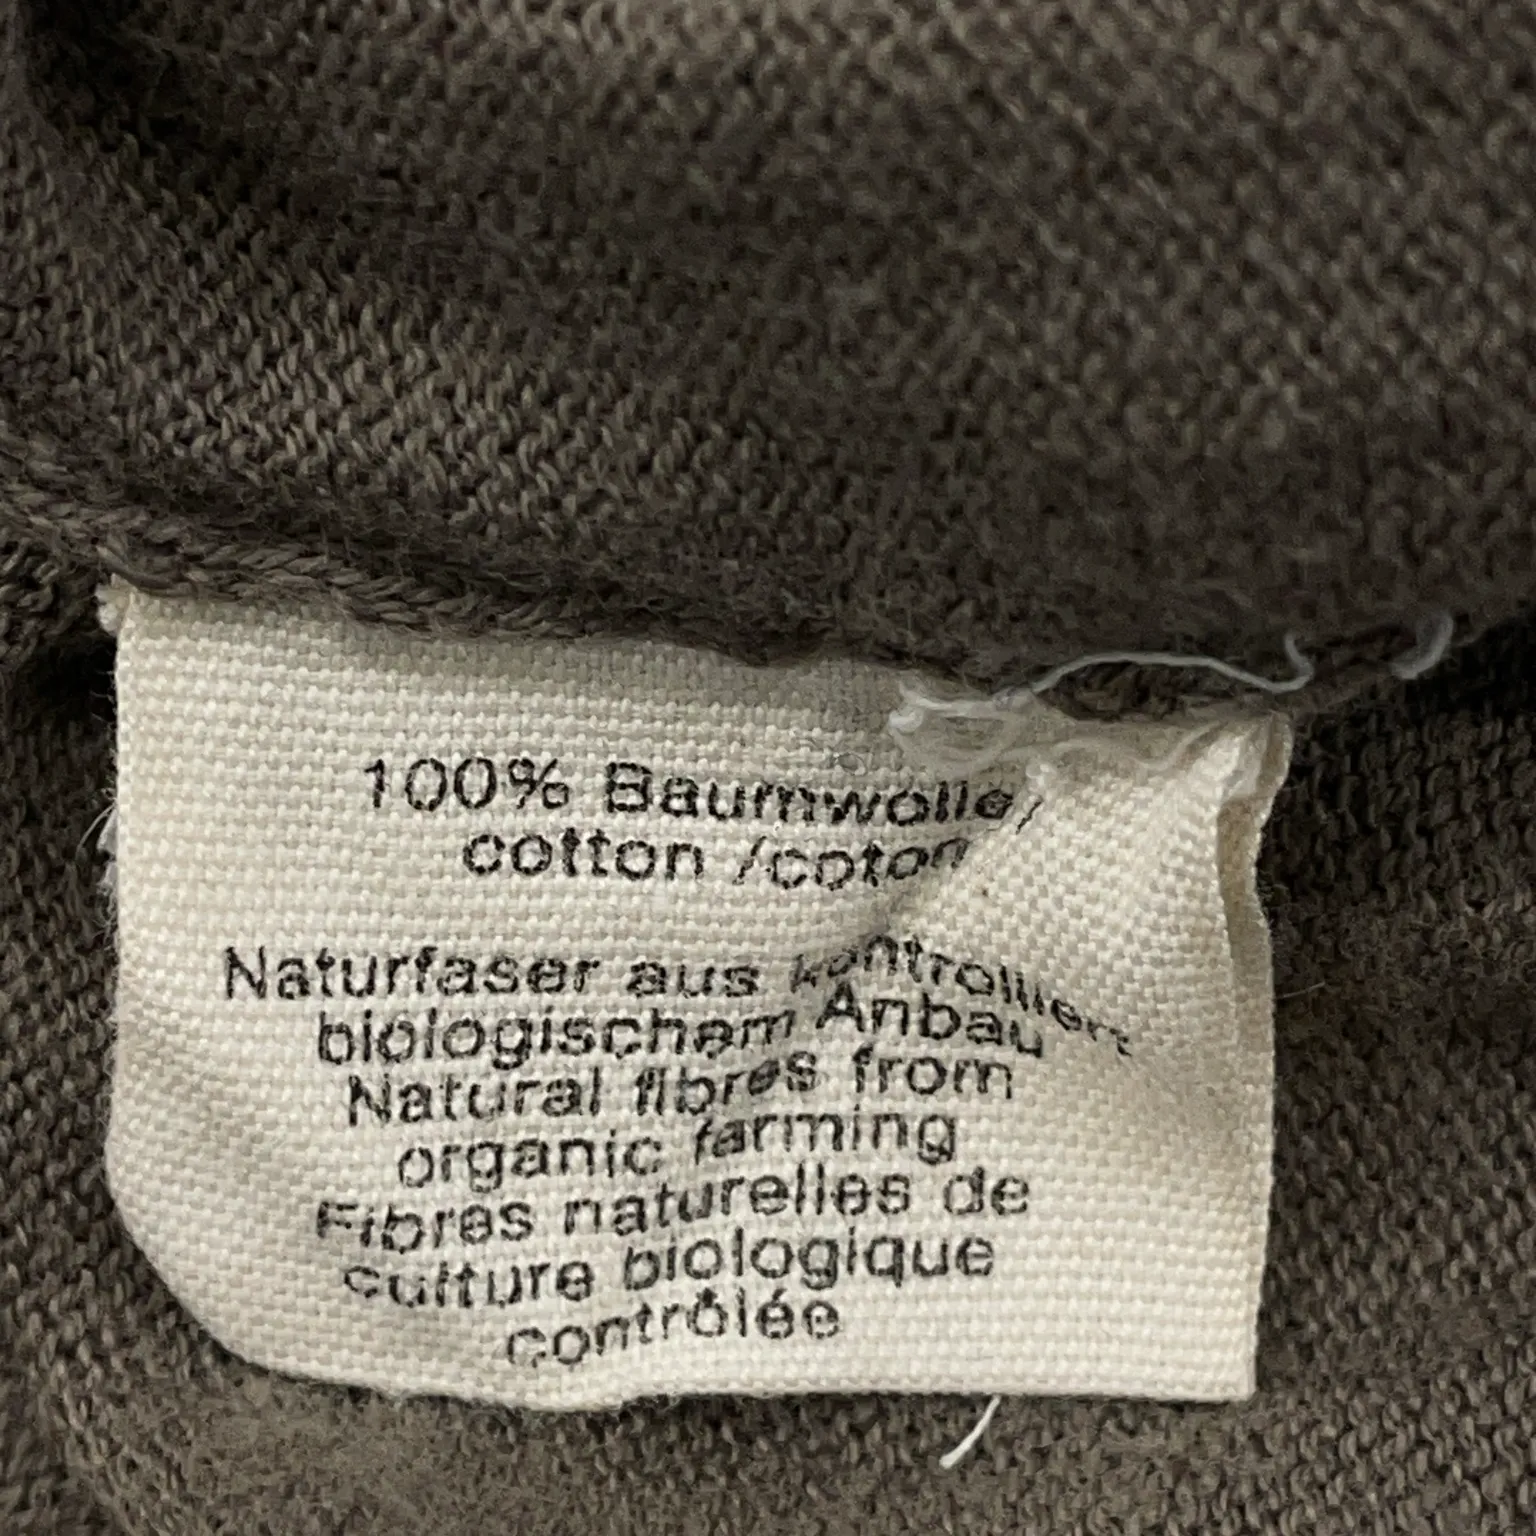 100% Baumwolle/
cotton /coton
Naturfaser aus kontrolliert
biologischem Anbau
Natural fibres from
organic farming
Fibres naturelles de
culture biologique
contrôlée